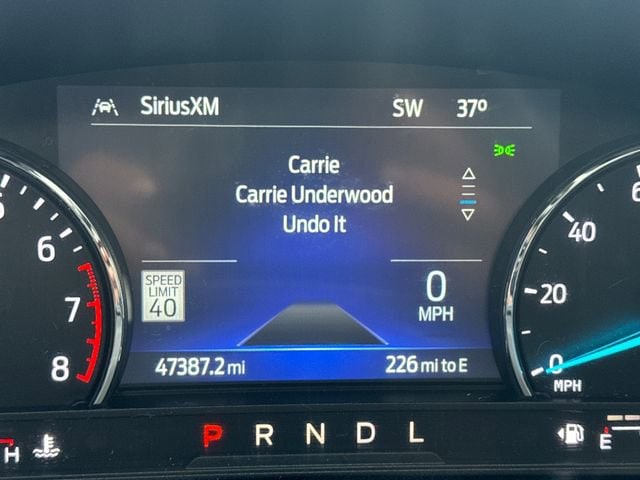 SiriusXM SW 37º
Carrie
Carrie Underwood
Undo It
SPEED
LIMIT
40
0
MPH
47387.2 mi 226 mi to E
6
7
8
40
20
0
MPH
P R N D L
H
E